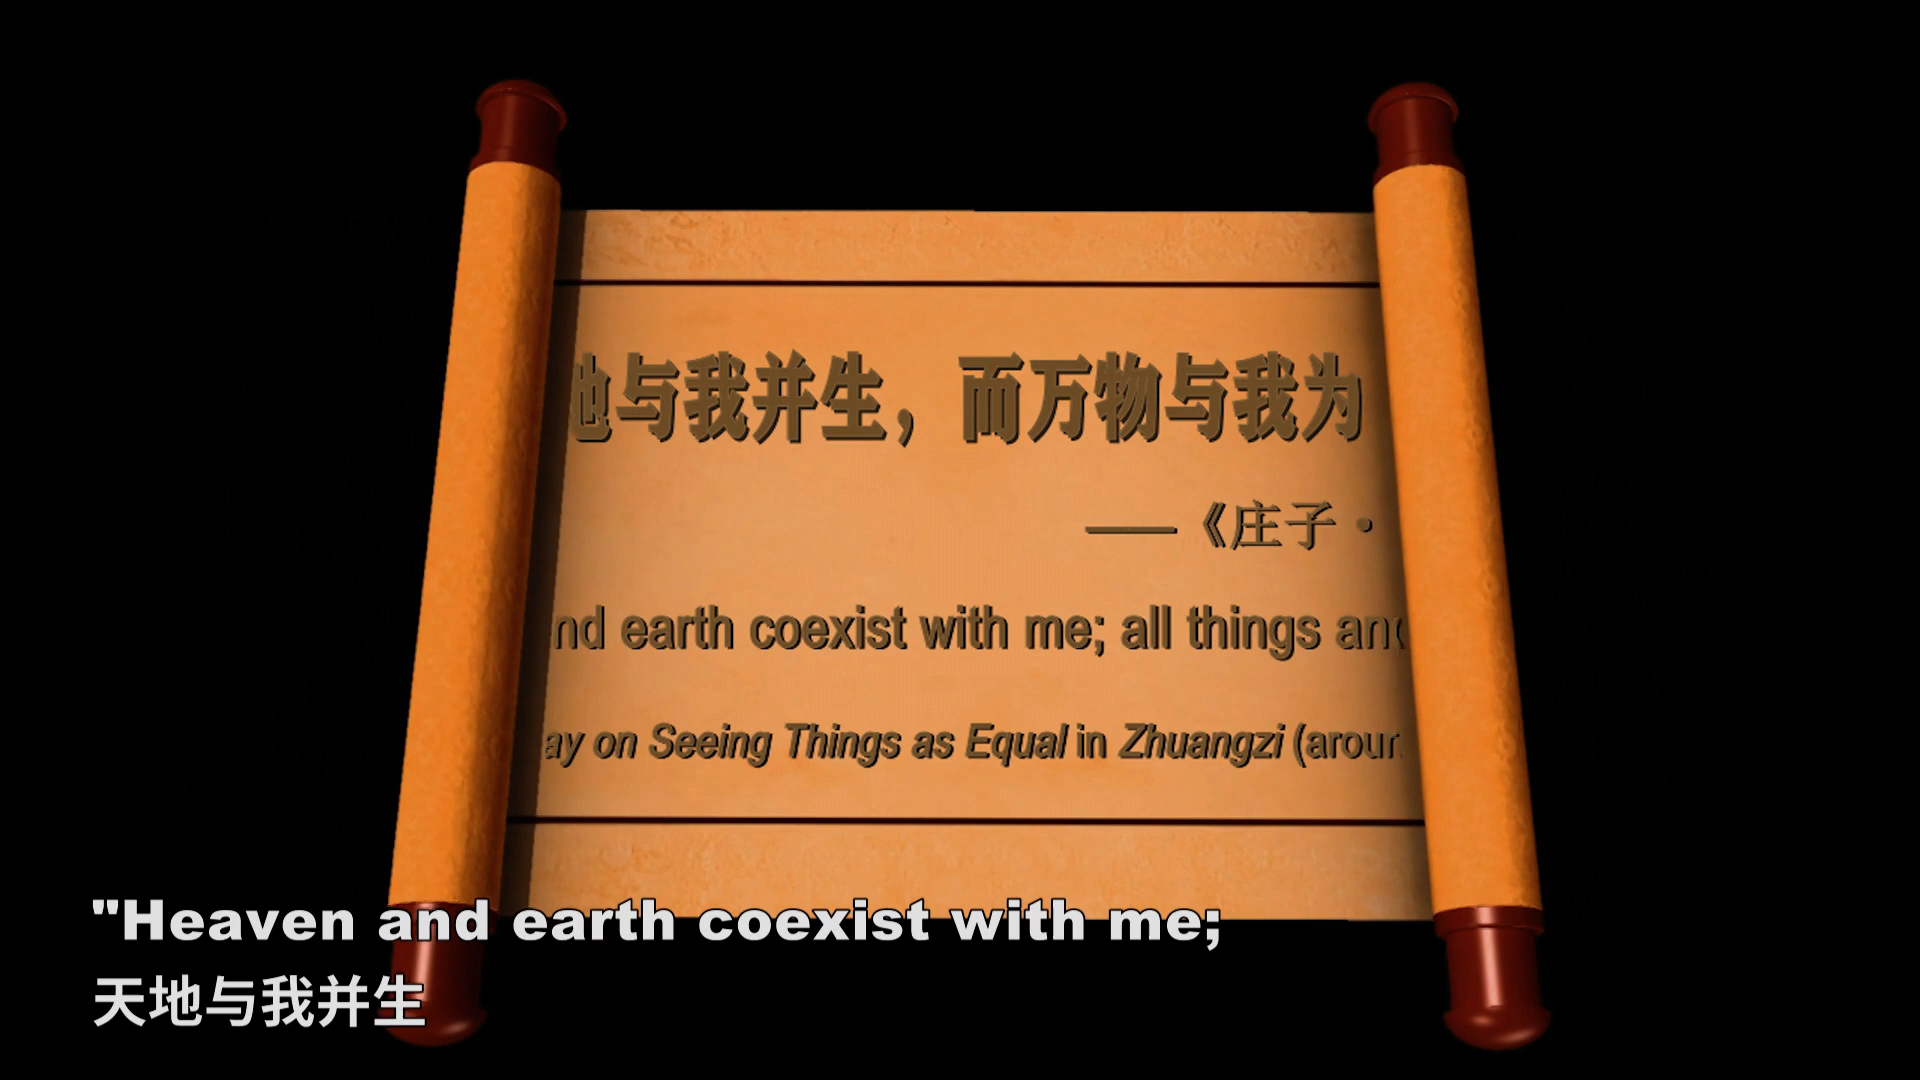 地与我并生，而万物与我为
——《庄子·
nd earth coexist with me; all things and
ay on Seeing Things as Equal in Zhuangzi (aroun
"Heaven and earth coexist with me;
天地与我并生